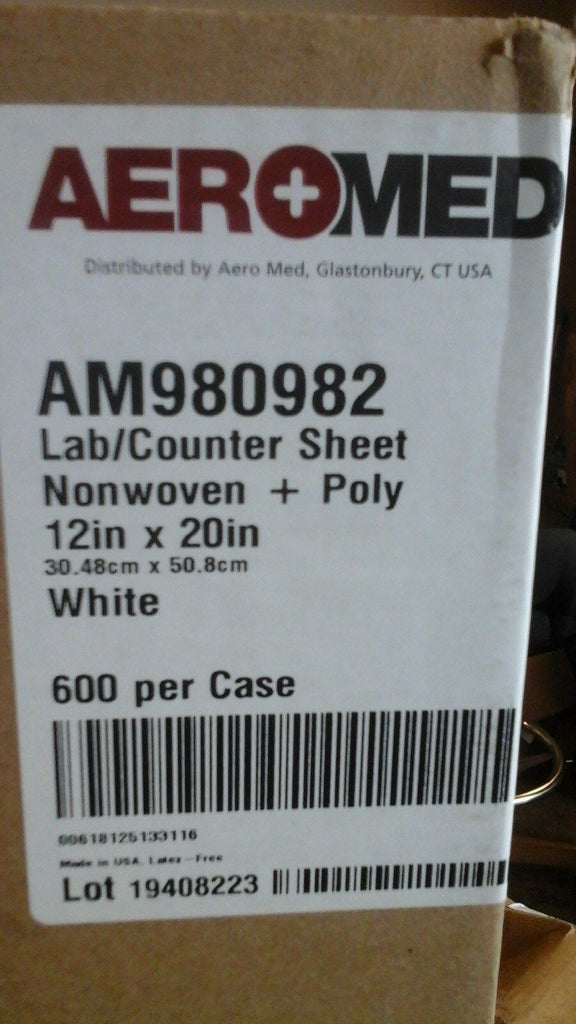 AEROMED
Distributed by Aero Med, Glastonbury, CT USA
AM980982
Lab/Counter Sheet
Nonwoven + Poly
12in x 20in
30.48cm x 50.8cm
White
600 per Case
00618125133116
Made in USA, Latex-Free
Lot 19408223